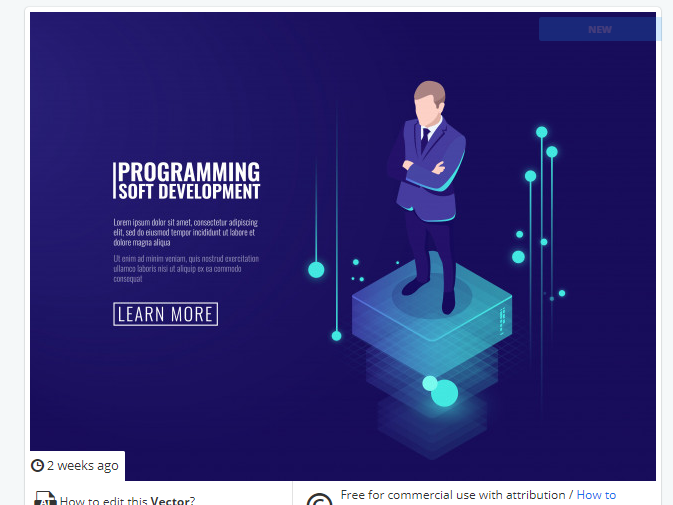 NEW
PROGRAMMING
SOFT DEVELOPMENT
Lorem ipsum dolor sit amet, consectetur adipiscing
elit, sed do eiusmod tempor incididunt ut labore et
dolore magna aliqua
Ut enim ad minim veniam, quis nostrud exercitation
ullamco laboris nisi ut aliquip ex ea commodo
consequat
LEARN MORE
2 weeks ago
How to edit this Vector?
Free for commercial use with attribution / How to